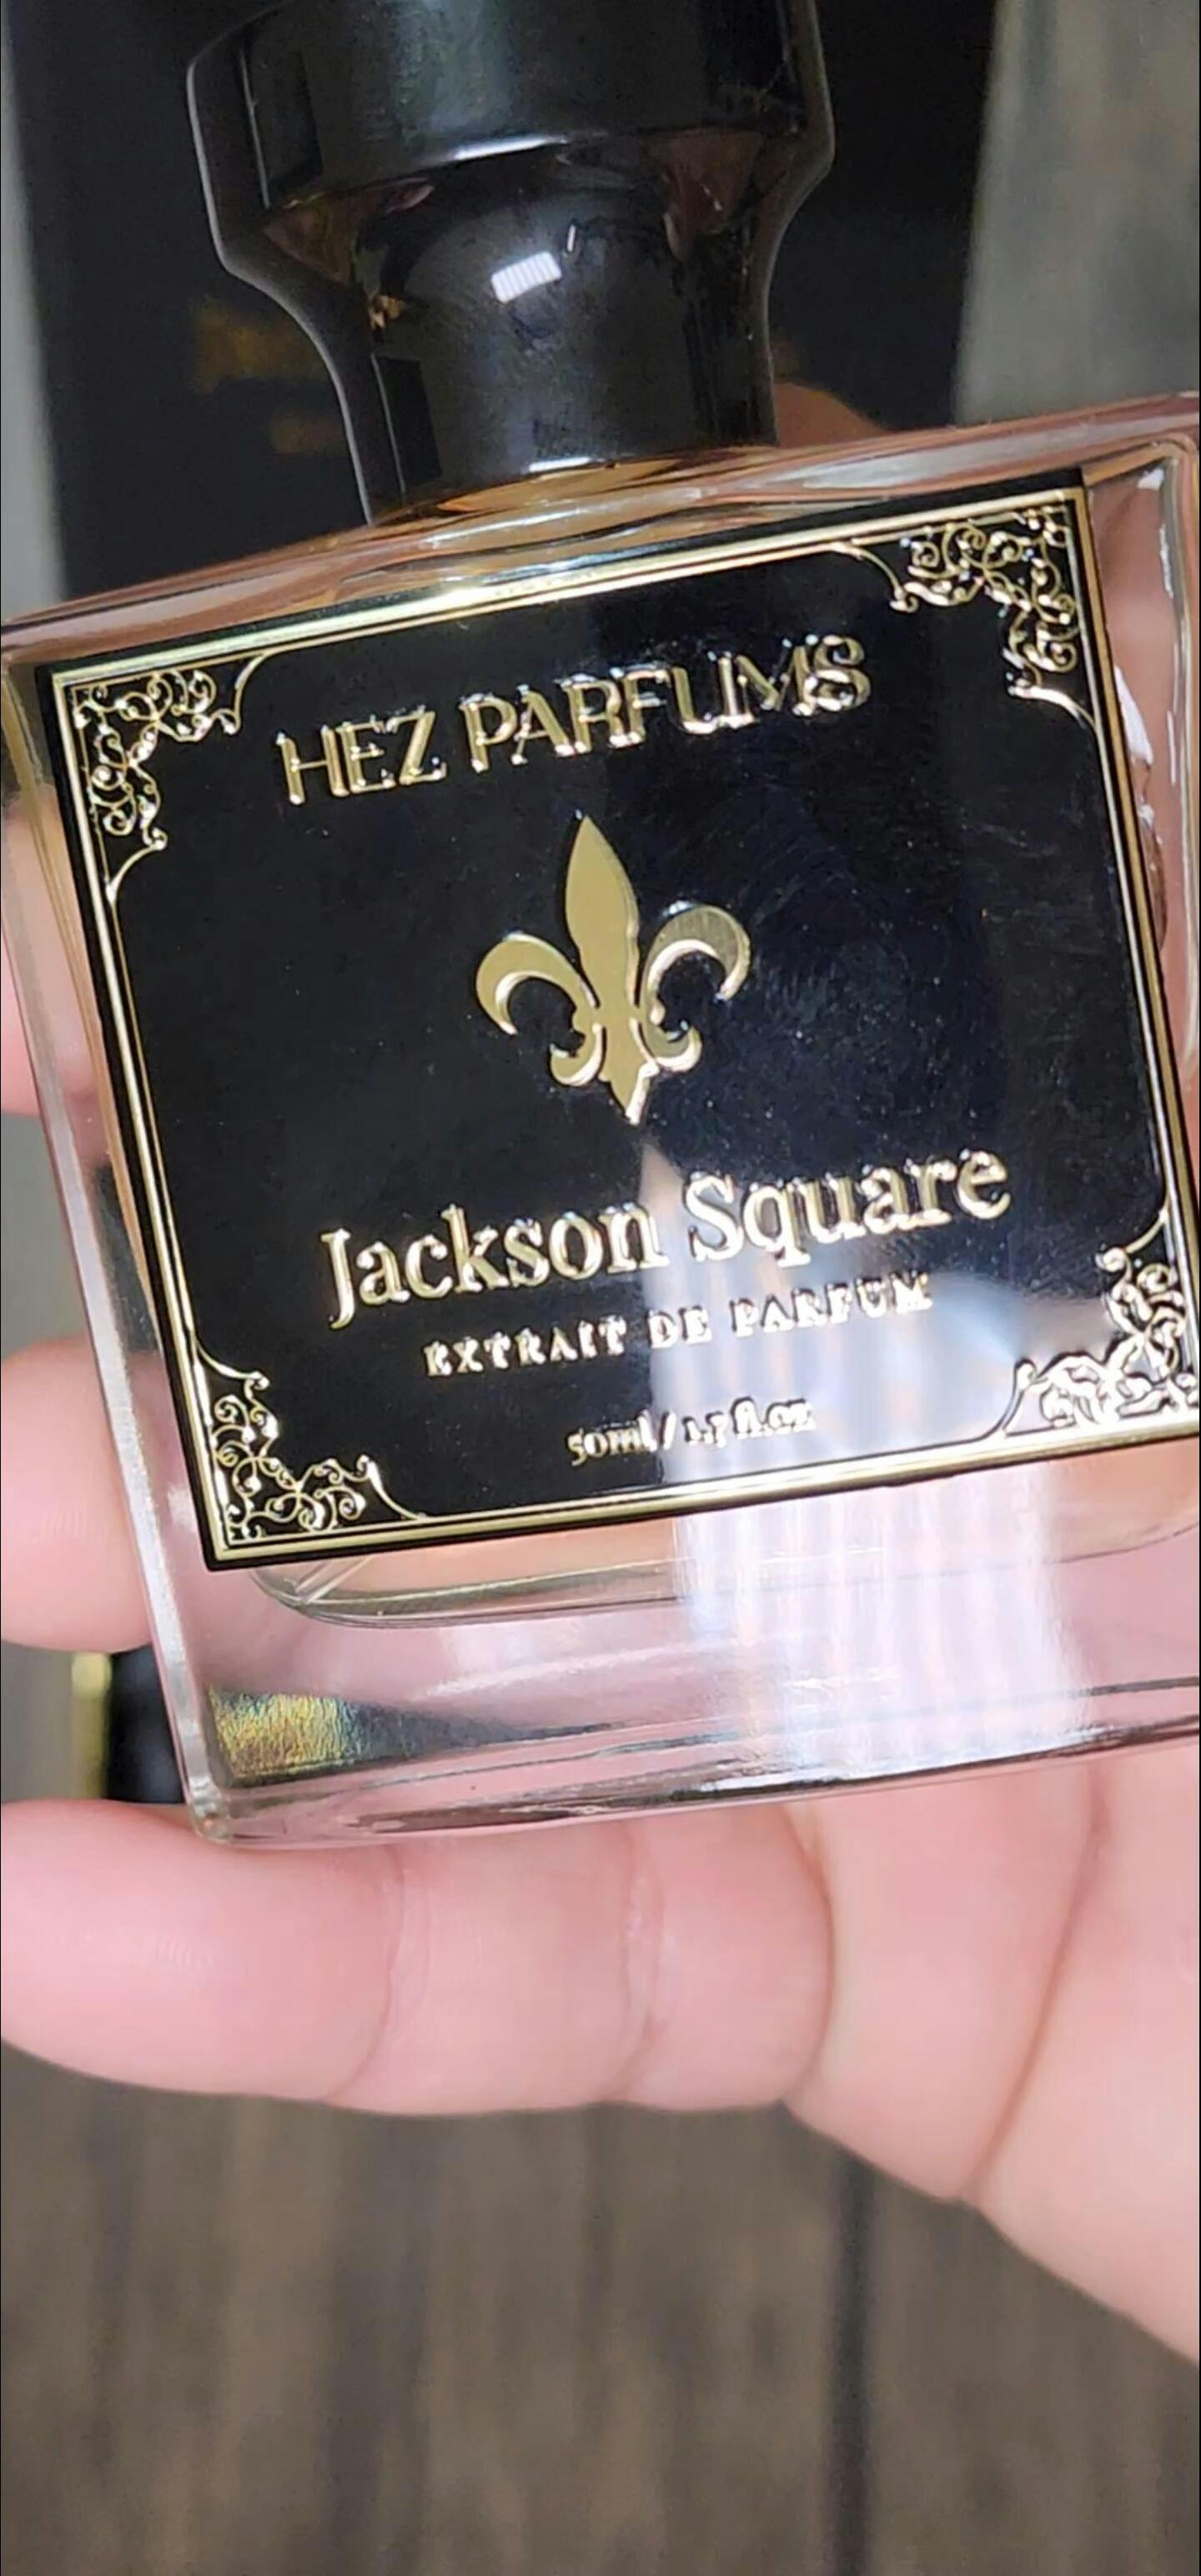 HEZ PARFUMS
Jackson Square
EXTRAIT DE PARFUM
50ml / 1.7 fl.oz